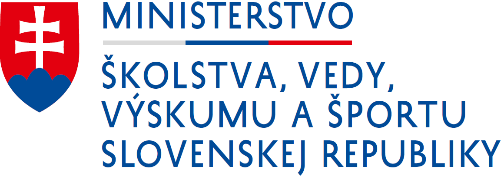 MINISTERSTVO
ŠKOLSTVA, VEDY,
VÝSKUMU A ŠPORTU
SLOVENSKEJ REPUBLIKY